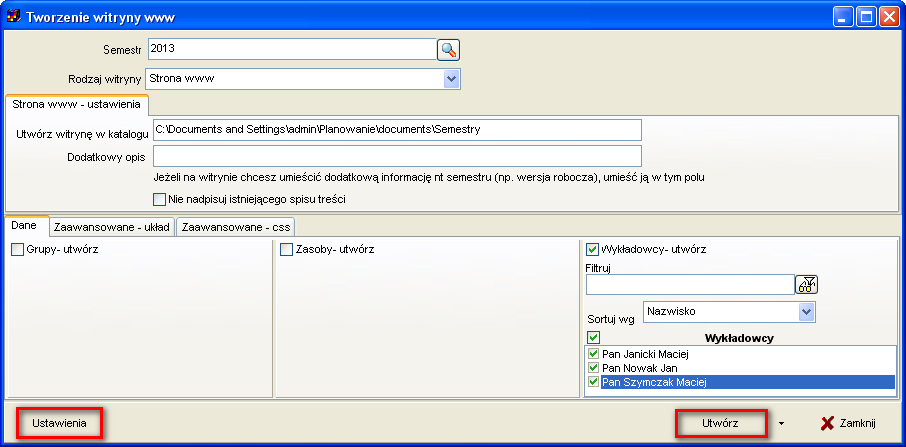 Tworzenie witryny www
Semestr 2013
Rodzaj witryny Strona www
Strona www - ustawienia
Utwórz witrynę w katalogu C:\Documents and Settings\admin\Planowanie\documents\Semestry
Dodatkowy opis
Jeżeli na witrynie chcesz umieścić dodatkową informację nt semestru (np. wersja robocza), umieść ją w tym polu
Nie nadpisuj istniejącego spisu treści
Dane Zaawansowane - układ Zaawansowane - css
Grupy- utwórz Zasoby- utwórz Wykładowcy- utwórz
Filtruj
Sortuj wg Nazwisko
Wykładowcy
Pan Janicki Maciej
Pan Nowak Jan
Pan Szymczak Maciej
Ustawienia Utwórz Zamknij